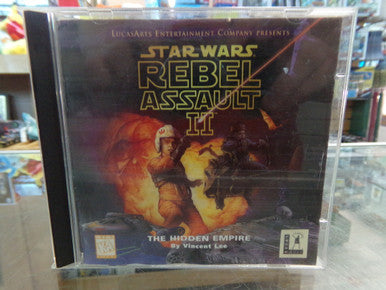 LucasArts Entertainment Company presents
STAR WARS
REBEL
ASSAULT
II
THE HIDDEN EMPIRE
By Vincent Lee